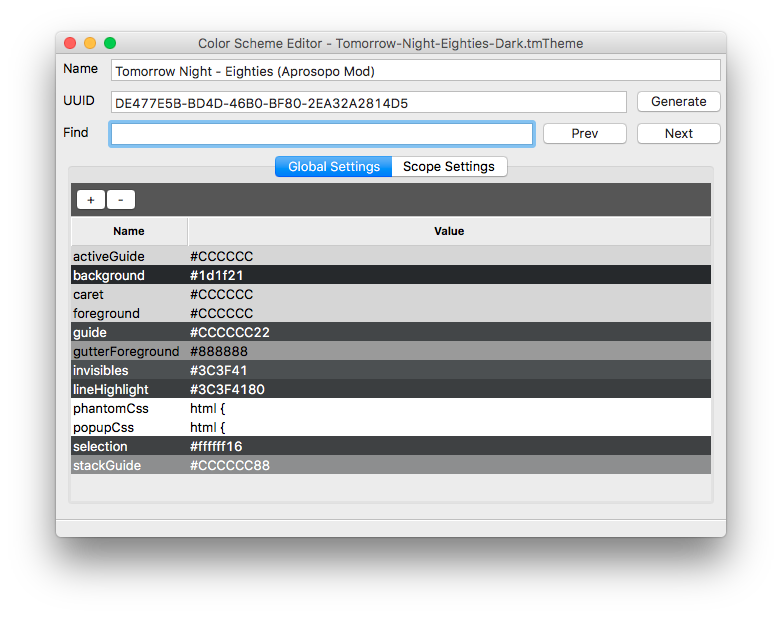 Color Scheme Editor - Tomorrow-Night-Eighties-Dark.tmTheme
Name Tomorrow Night - Eighties (Aprosopo Mod)
UUID DE477E5B-BD4D-46B0-BF80-2EA32A2814D5 Generate
Find Prev Next
Global Settings Scope Settings
+ -
Name Value
activeGuide #CCCCCC
background #1d1f21
caret #CCCCCC
foreground #CCCCCC
guide #CCCCCC22
gutterForeground #888888
invisibles #3C3F41
lineHighlight #3C3F4180
phantomCss html {
popupCss html {
selection #ffffff16
stackGuide #CCCCCC88